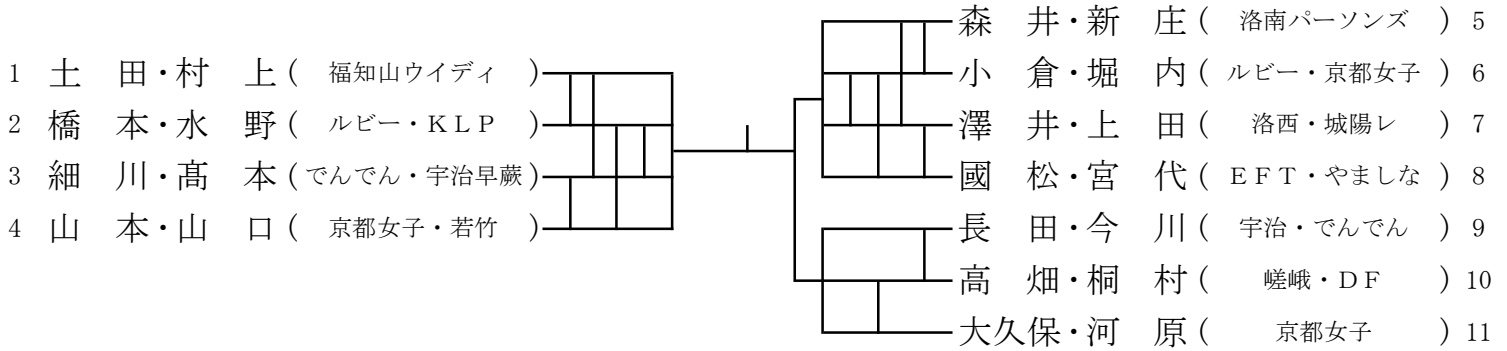 1 土 田・村 上 ( 福知山ウイディ )
2 橋 本・水 野 ( ルビー・ＫＬＰ )
3 細 川・髙 本 ( でんでん・宇治早蕨 )
4 山 本・山 口 ( 京都女子・若竹 )
森 井・新 庄 ( 洛南パーソンズ ) 5
小 倉・堀 内 ( ルビー・京都女子 ) 6
澤 井・上 田 ( 洛西・城陽レ ) 7
國 松・宮 代 ( ＥＦＴ・やましな ) 8
長 田・今 川 ( 宇治・でんでん ) 9
高 畑・桐 村 ( 嵯峨・ＤＦ ) 10
大久保・河 原 ( 京都女子 ) 11